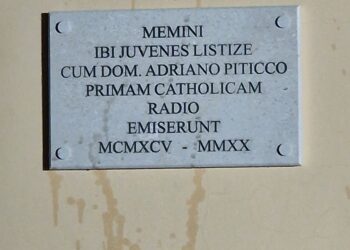 MEMINI
IBI JUVENES LISTIZE
CUM DOM. ADRIANO PITICCO
PRIMAM CATHOLICAM
RADIO
EMISERUNT
MCMXCV - MMXX